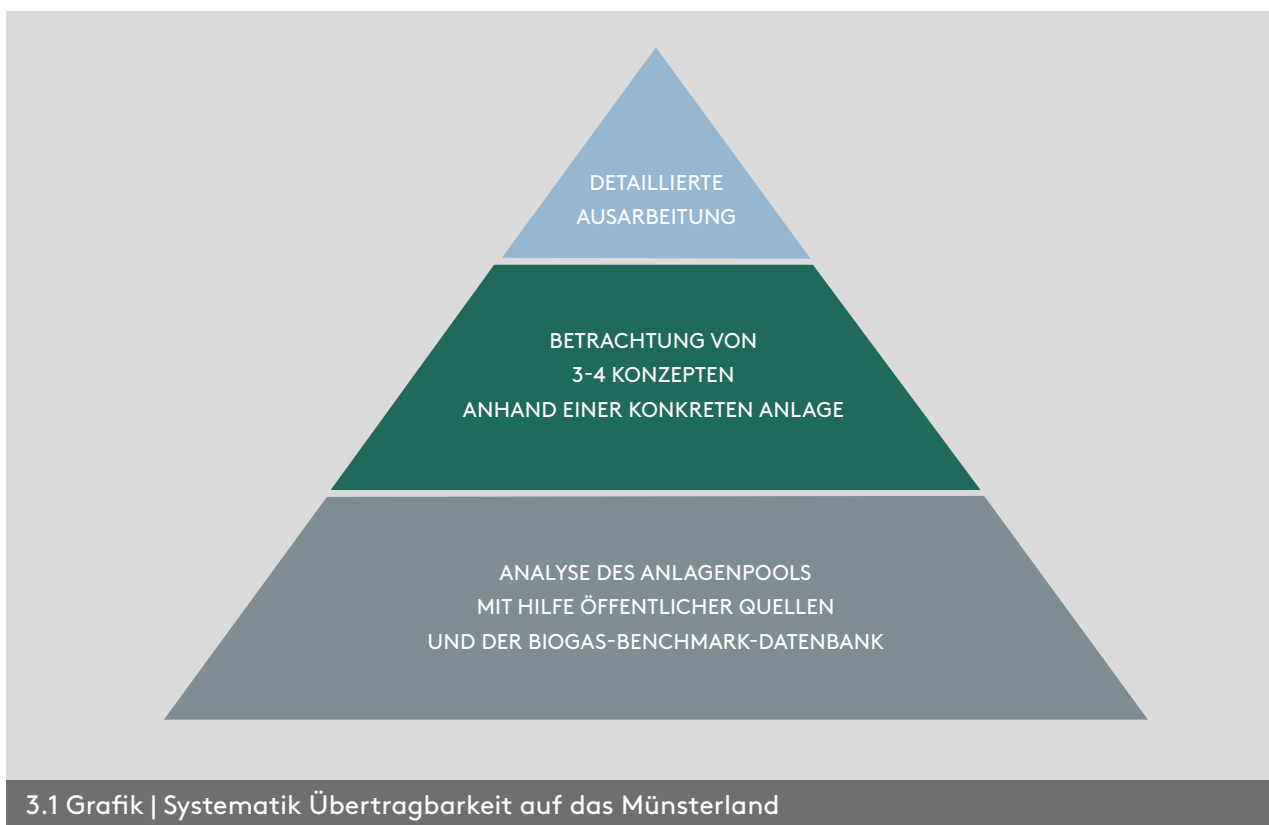 DETAILLIERTE
AUSARBEITUNG
BETRACHTUNG VON
3-4 KONZEPTEN
ANHAND EINER KONKRETEN ANLAGE
ANALYSE DES ANLAGENPOOLS
MIT HILFE ÖFFENTLICHER QUELLEN
UND DER BIOGAS-BENCHMARK-DATENBANK
3.1 Grafik | Systematik Übertragbarkeit auf das Münsterland